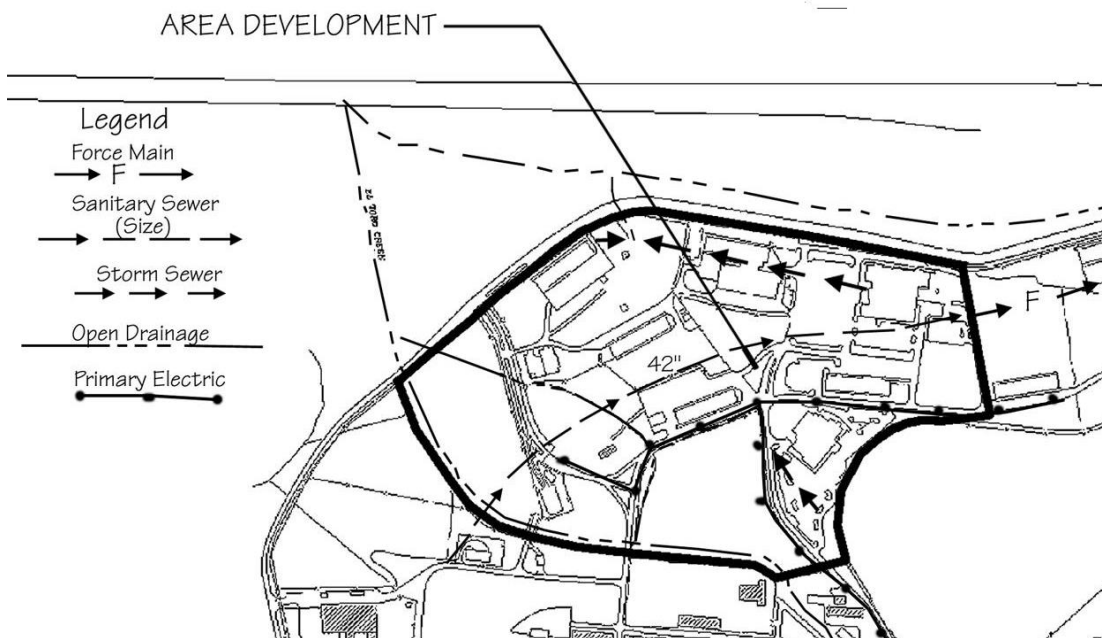 AREA DEVELOPMENT
Legend
Force Main
F
Sanitary Sewer
(Size)
Storm Sewer
Open Drainage
Primary Electric
42"
F